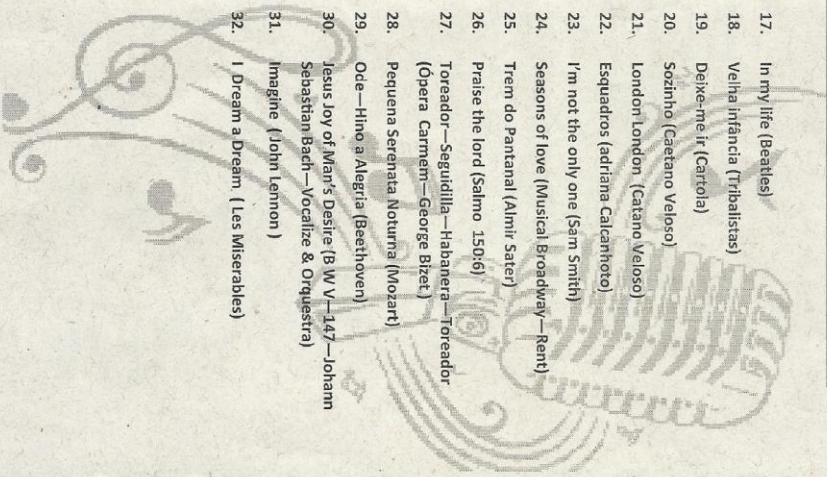 17. In my life (Beatles)
18. Velha infância (Tribalistas)
19. Deixe-me ir (Cartola)
20. Sozinho (Caetano Veloso)
21. London London (Catano Veloso)
22. Esquadros (adriana Calcanhoto)
23. I'm not the only one (Sam Smith)
24. Seasons of love (Musical Broadway—Rent)
25. Trem do Pantanal (Almir Sater)
26. Praise the lord (Salmo 150:6)
27. Toreador—Seguidilla—Habanera—Toreador
(Ópera Carmem—George Bizet.)
28. Pequena Serenata Noturna (Mozart)
29. Ode—Hino a Alegria (Beethoven)
30. Jesus Joy of Man's Desire (B W V—147—Johann
Sebastian Bach—Vocalize & Orquestra)
31. Imagine ( John Lennon )
32. I Dream a Dream ( Les Miserables)